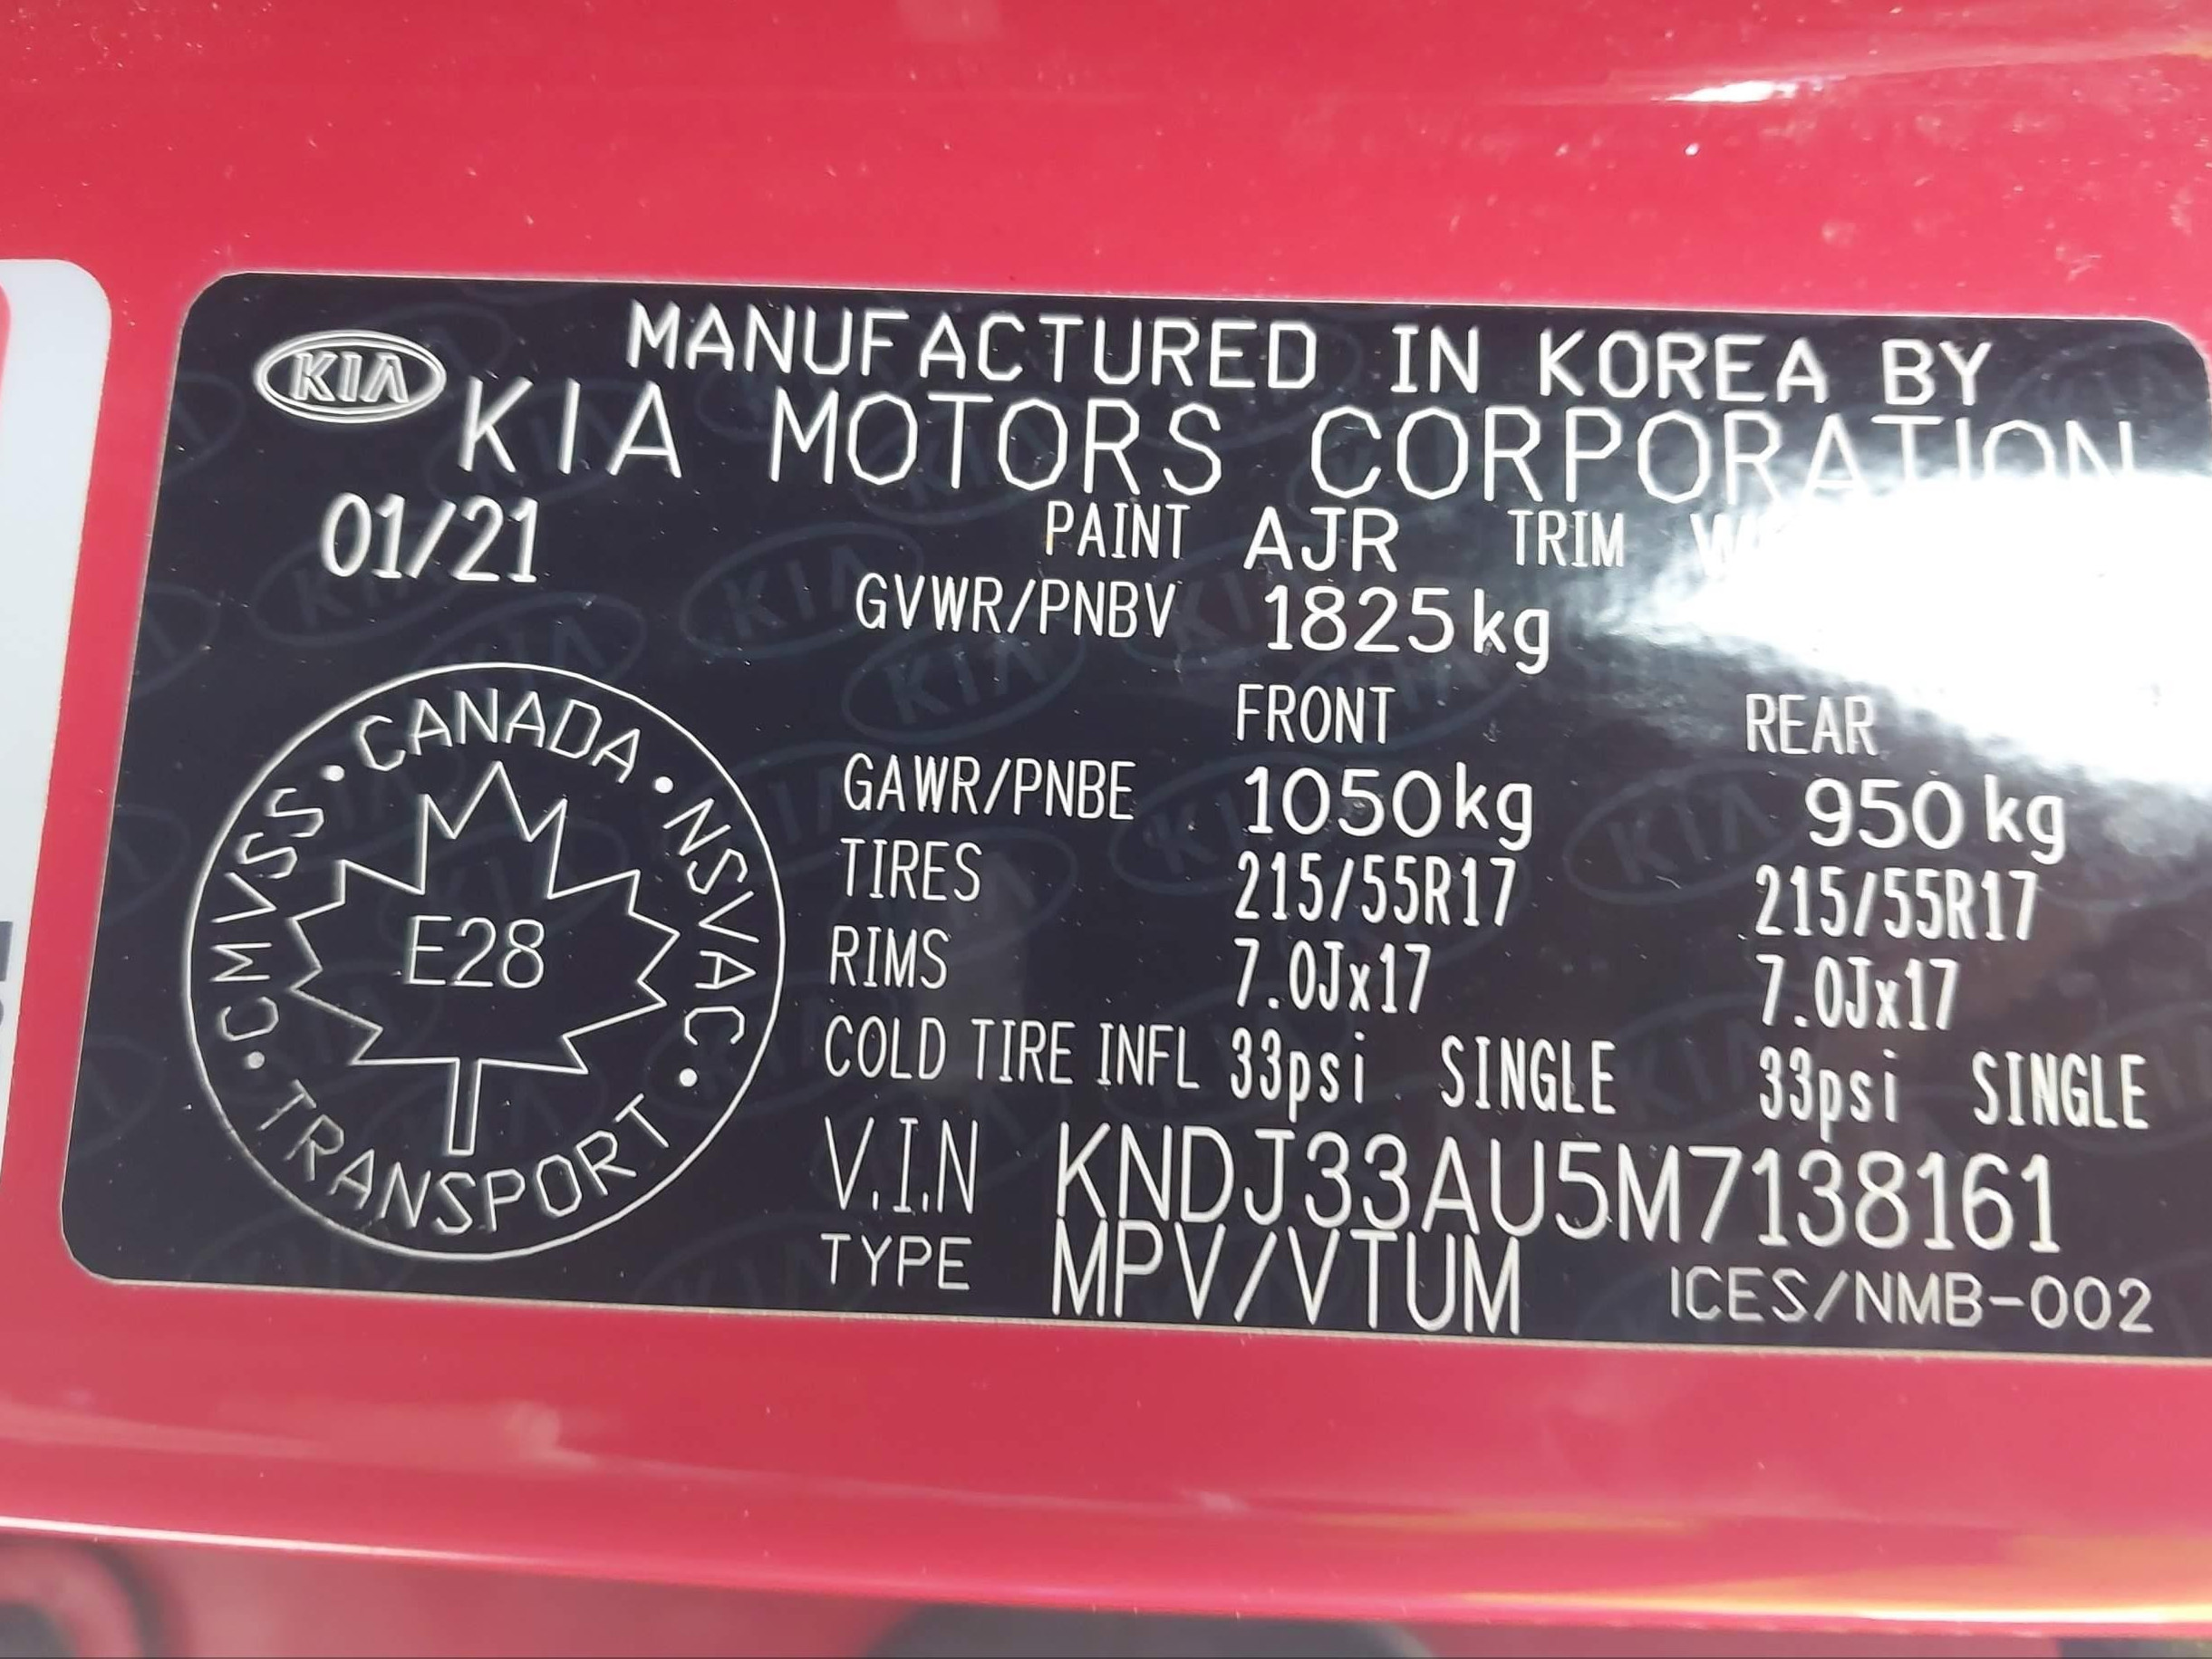 MANUFACTURED IN KOREA BY
KIA
KIA MOTORS CORPORATION
01/21
PAINT AJR TRIM
GVWR/PNBV 1825kg
FRONT REAR
GAWR/PNBE 1050kg 950kg
TIRES 215/55R17 215/55R17
RIMS 7.0Jx17 7.0Jx17
COLD TIRE INFL 33psi SINGLE 33psi SINGLE
V.I.N KNDJ33AU5M7138161
TYPE MPV/VTUM
ICES/NMB-002
CANADA • NSVAC • TRANSPORT • CMVSS •
E28